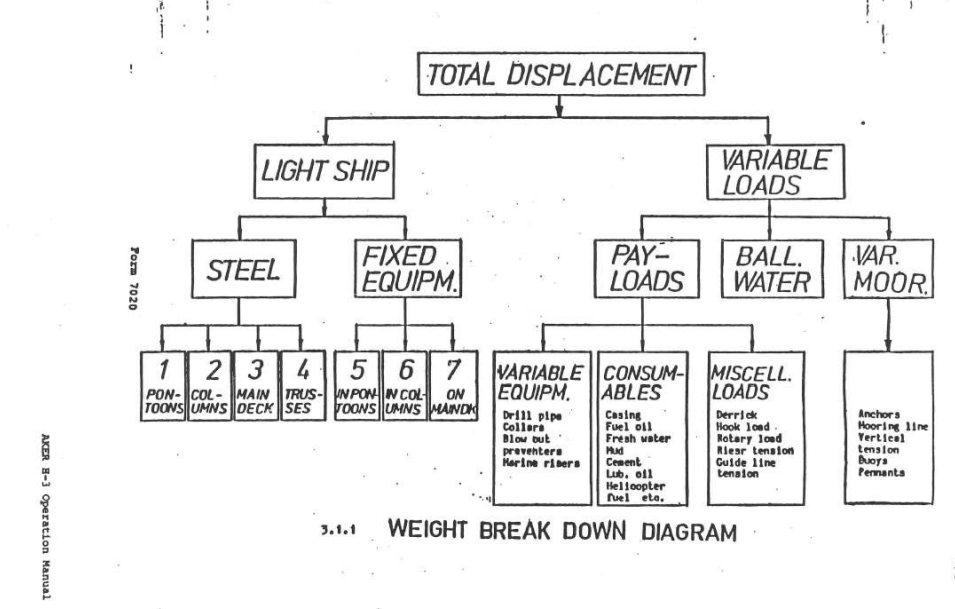 TOTAL DISPLACEMENT
LIGHT SHIP
VARIABLE
LOADS
STEEL
FIXED
EQUIPM.
PAY-
LOADS
BALL.
WATER
VAR.
MOOR.
1
PON-
TOONS
2
COL-
UMNS
3
MAIN
DECK
4
TRUS-
SES
5
IN PON-
TOONS
6
IN COL-
UMNS
7
ON
MAINDK
VARIABLE
EQUIPM.
Drill pipe
Collars
Blow out
preventers
Marine risers
CONSUM-
ABLES
Casing
Fuel oil
Fresh water
Mud
Cement
Lub. oil
Helicopter
fuel etc.
MISCELL.
LOADS
Derrick
Hook load
Rotary load
Riser tension
Guide line
tension
Anchors
Mooring line
Vertical
tension
Buoys
Pennants
3.1.1 WEIGHT BREAK DOWN DIAGRAM
Form 7020
AKER H-3 Operation Manual